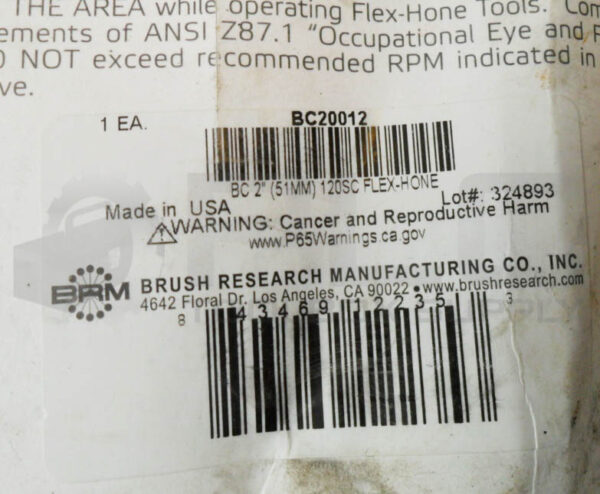 THE AREA while operating Flex-Hone Tools. Com
ements of ANSI Z87.1 "Occupational Eye and F
O NOT exceed recommended RPM indicated in
ve.
1 EA.
BC20012
BC 2" (51MM) 120SC FLEX-HONE
Made in USA
Lot#: 324893
WARNING: Cancer and Reproductive Harm
www.P65Warnings.ca.gov
BRM
BRUSH RESEARCH MANUFACTURING CO., INC.
4642 Floral Dr. Los Angeles, CA 90022 • www.brushresearch.com
8 43469 12235 3